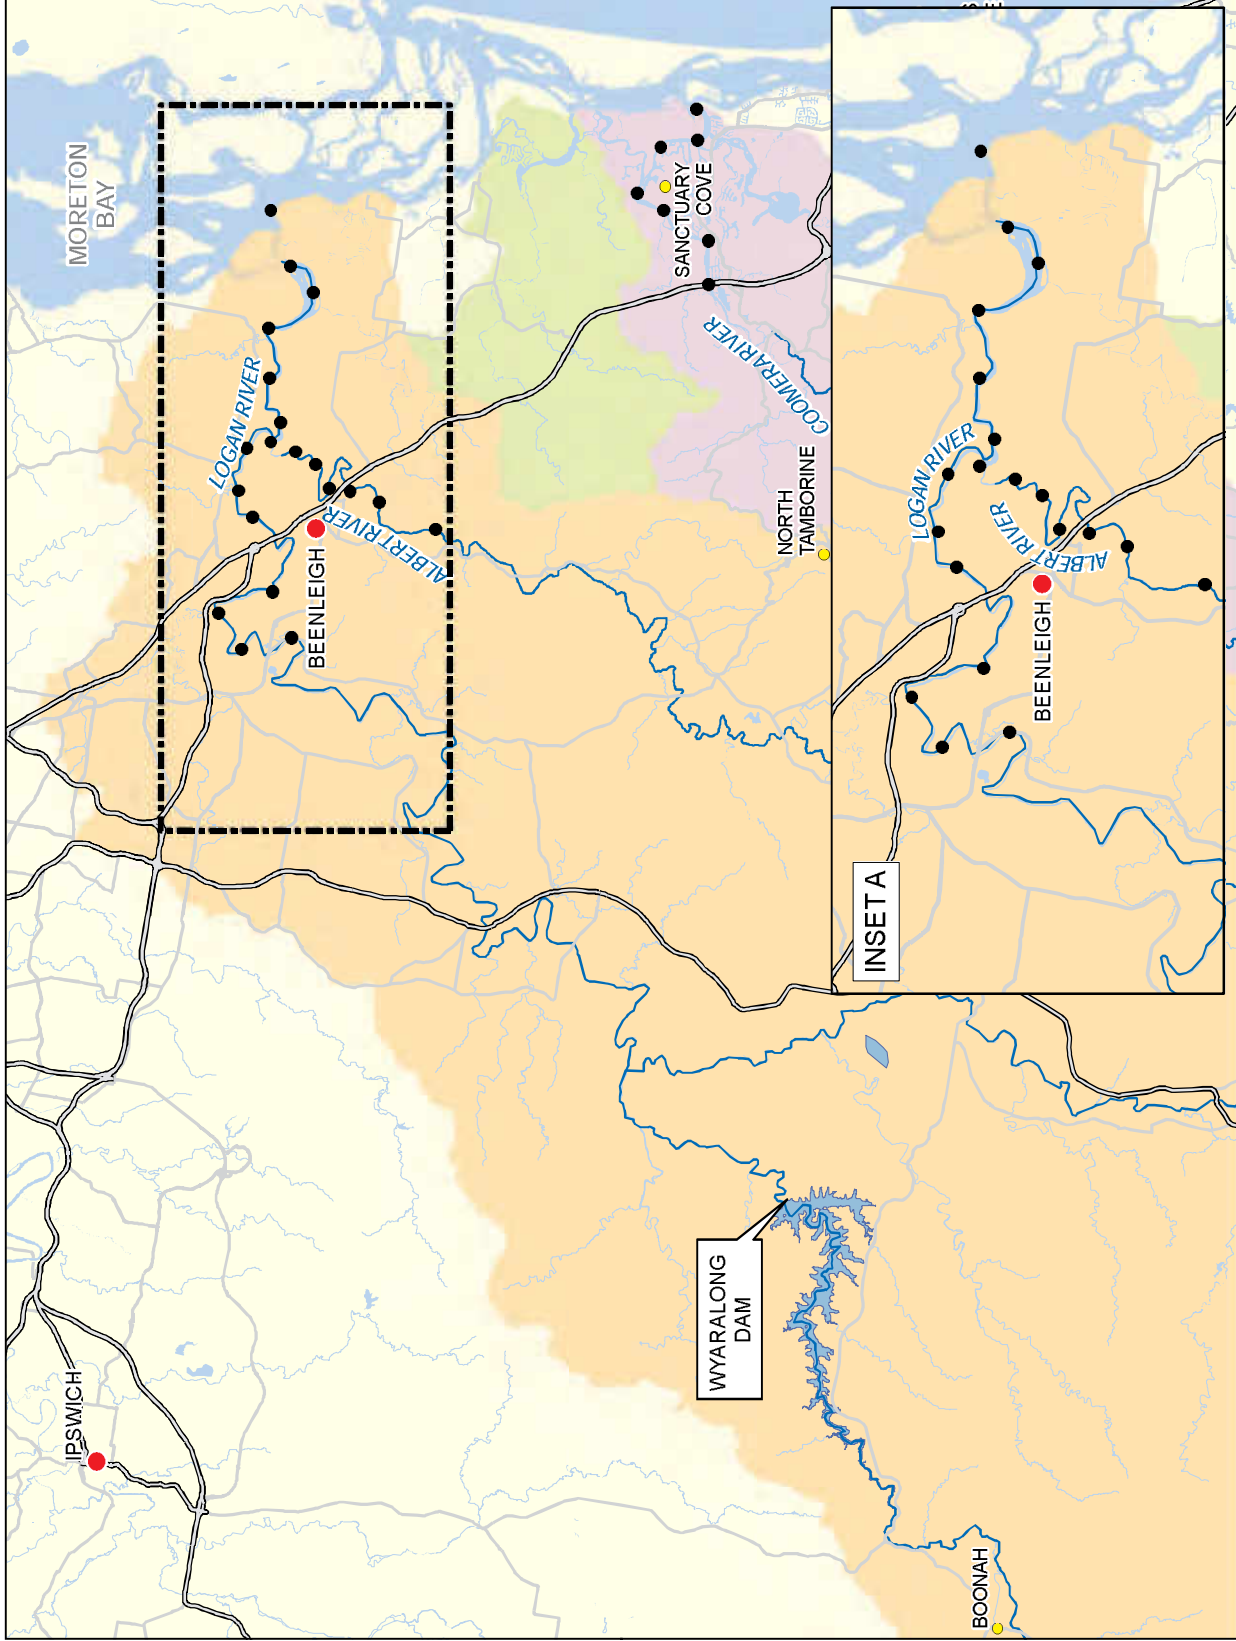 MORETON
BAY
LOGAN RIVER
ALBERT RIVER
BEENLEIGH
SANCTUARY
COVE
COOMERA RIVER
NORTH
TAMBORINE
IPSWICH
WYARALONG
DAM
BOONAH
INSET A
LOGAN RIVER
ALBERT RIVER
BEENLEIGH